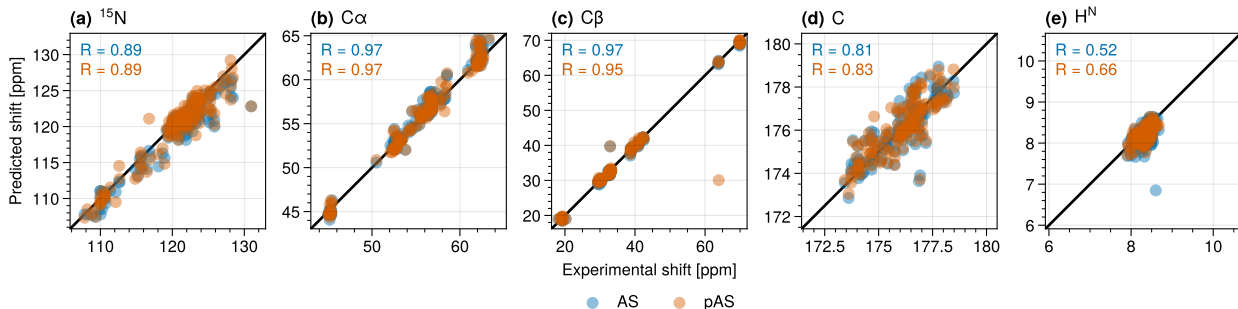 (a) ¹⁵N
(b) Cα
(c) Cβ
(d) C
(e) Hᴺ
R = 0.89
R = 0.89
R = 0.97
R = 0.97
R = 0.97
R = 0.95
R = 0.81
R = 0.83
R = 0.52
R = 0.66
Predicted shift [ppm]
130
125
120
115
110
65
60
55
50
45
70
60
50
40
30
20
180
178
176
174
172
10
9
8
7
6
110 120 130
50 60
20 40 60
172.5 175 177.5 180
6 8 10
Experimental shift [ppm]
AS pAS